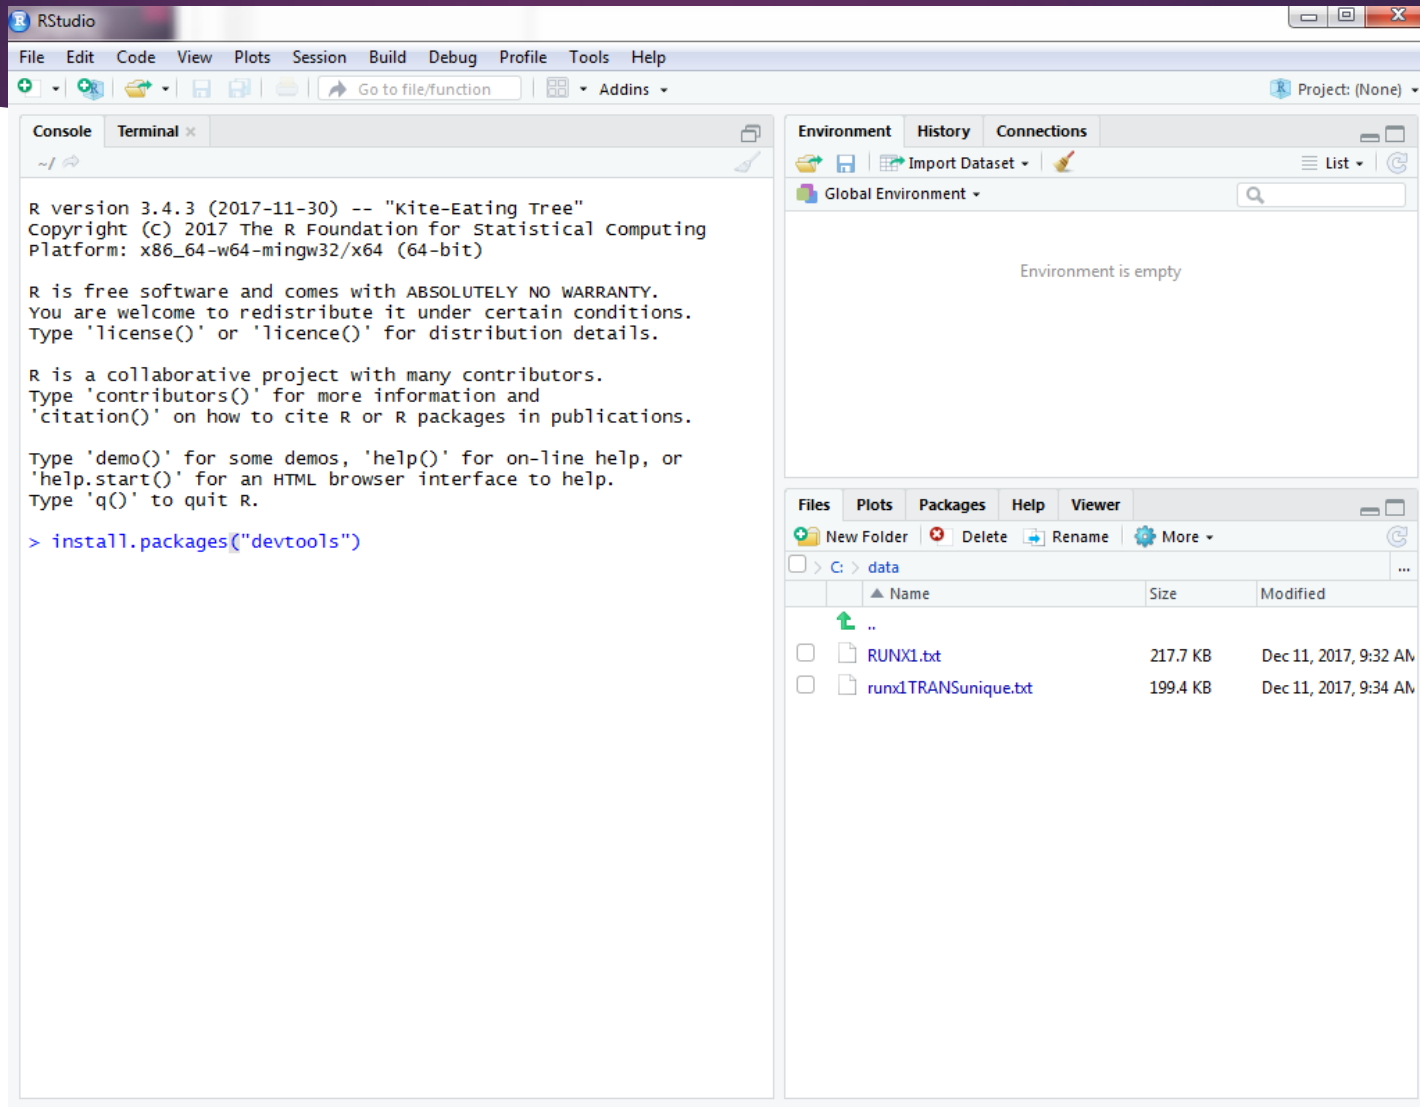 RStudio
File Edit Code View Plots Session Build Debug Profile Tools Help
Go to file/function Addins Project: (None)
Console Terminal
~/
R version 3.4.3 (2017-11-30) -- "Kite-Eating Tree"
Copyright (C) 2017 The R Foundation for Statistical Computing
Platform: x86_64-w64-mingw32/x64 (64-bit)
R is free software and comes with ABSOLUTELY NO WARRANTY.
You are welcome to redistribute it under certain conditions.
Type 'license()' or 'licence()' for distribution details.
R is a collaborative project with many contributors.
Type 'contributors()' for more information and
'citation()' on how to cite R or R packages in publications.
Type 'demo()' for some demos, 'help()' for on-line help, or
'help.start()' for an HTML browser interface to help.
Type 'q()' to quit R.
> install.packages("devtools")
Environment History Connections
Import Dataset List
Global Environment
Environment is empty
Files Plots Packages Help Viewer
New Folder Delete Rename More
C: > data ...
Name Size Modified
..
RUNX1.txt 217.7 KB Dec 11, 2017, 9:32 AM
runx1TRANSunique.txt 199.4 KB Dec 11, 2017, 9:34 AM